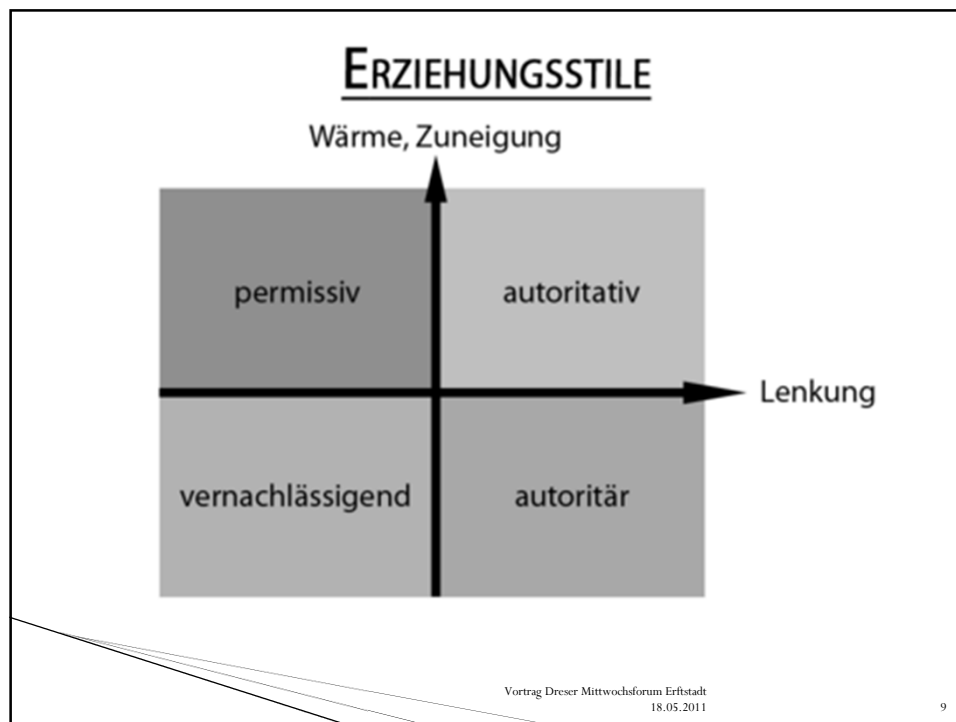 ERZIEHUNGSSTILE
Wärme, Zuneigung
permissiv autoritativ
Lenkung
vernachlässigend autoritär
Vortrag Dreser Mittwochsforum Erftstadt
18.05.2011 9